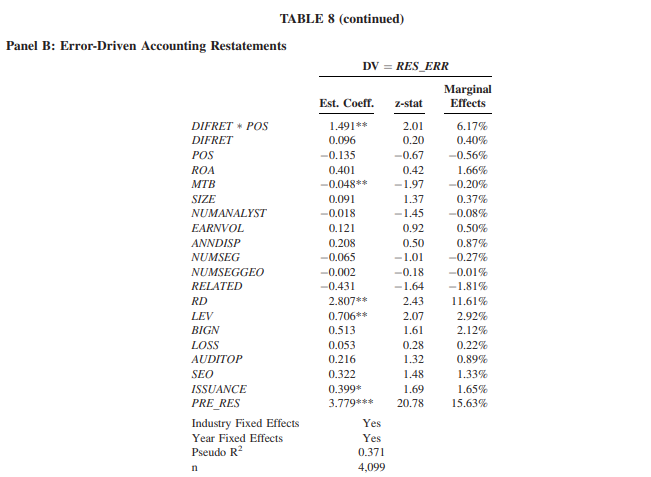 TABLE 8 (continued)
Panel B: Error-Driven Accounting Restatements
DV = RES_ERR
Est. Coeff. z-stat Marginal Effects
DIFRET * POS 1.491** 2.01 6.17%
DIFRET 0.096 0.20 0.40%
POS −0.135 −0.67 −0.56%
ROA 0.401 0.42 1.66%
MTB −0.048** −1.97 −0.20%
SIZE 0.091 1.37 0.37%
NUMANALYST −0.018 −1.45 −0.08%
EARNVOL 0.121 0.92 0.50%
ANNDISP 0.208 0.50 0.87%
NUMSEG −0.065 −1.01 −0.27%
NUMSEGGEO −0.002 −0.18 −0.01%
RELATED −0.431 −1.64 −1.81%
RD 2.807** 2.43 11.61%
LEV 0.706** 2.07 2.92%
BIGN 0.513 1.61 2.12%
LOSS 0.053 0.28 0.22%
AUDITOP 0.216 1.32 0.89%
SEO 0.322 1.48 1.33%
ISSUANCE 0.399* 1.69 1.65%
PRE_RES 3.779*** 20.78 15.63%
Industry Fixed Effects Yes
Year Fixed Effects Yes
Pseudo R² 0.371
n 4,099